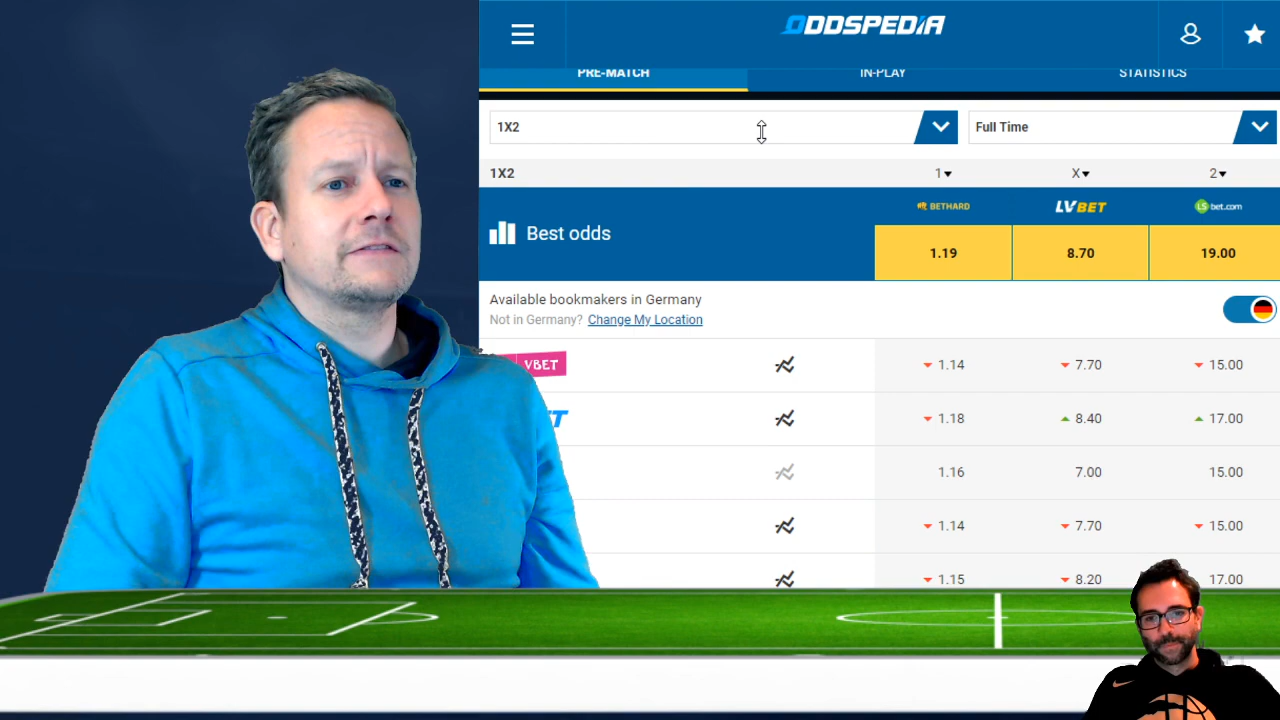 ODDSPEDIA
PRE-MATCH IN-PLAY STATISTICS
1X2 Full Time
1X2 1 X 2
BETHARD LVBET LSbet.com
Best odds 1.19 8.70 19.00
Available bookmakers in Germany
Not in Germany? Change My Location
VBET 1.14 7.70 15.00
1.18 8.40 17.00
1.16 7.00 15.00
1.14 7.70 15.00
1.15 8.20 17.00